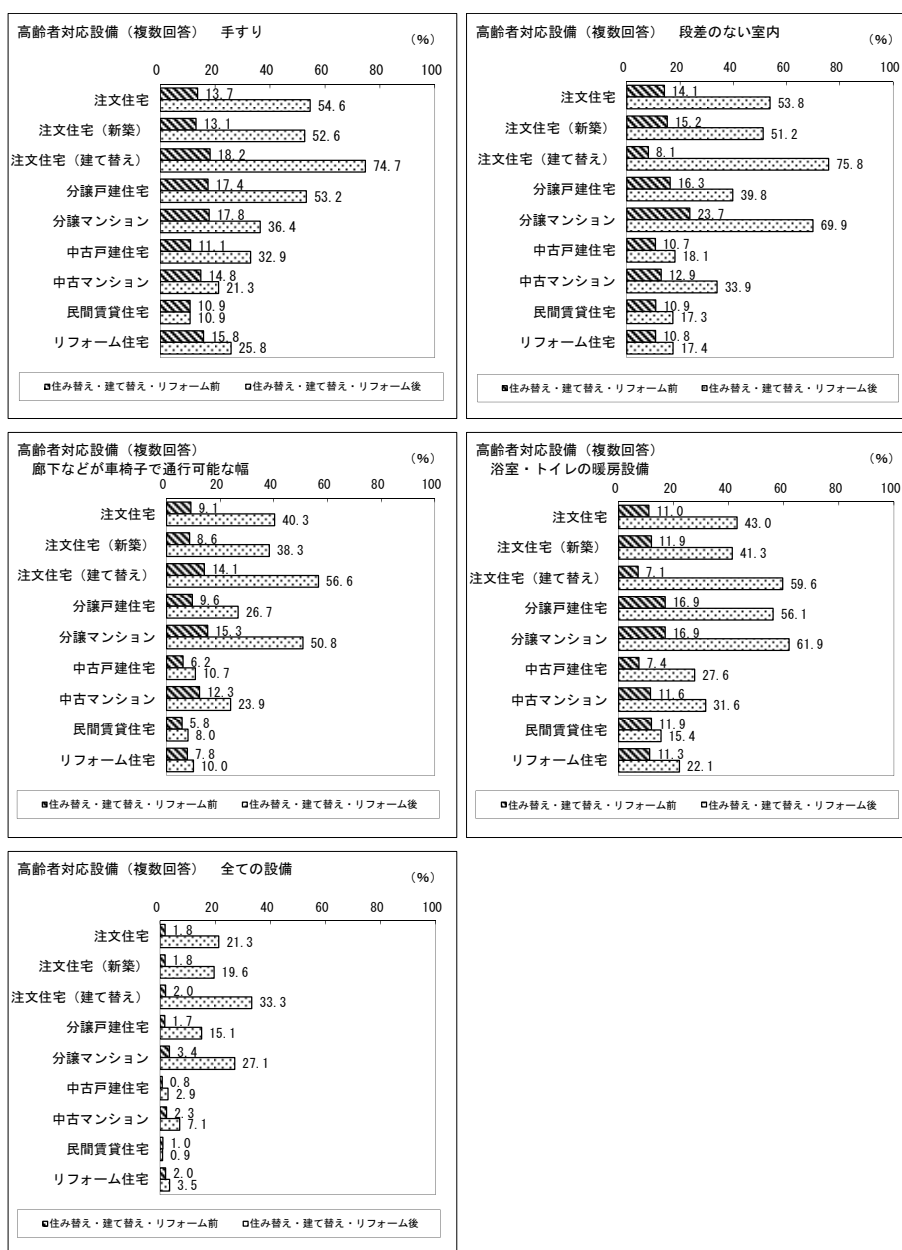 高齢者対応設備（複数回答）　手すり
（%）
0 20 40 60 80 100
注文住宅 13.7 54.6
注文住宅（新築） 13.1 52.6
注文住宅（建て替え） 18.2 74.7
分譲戸建住宅 17.4 53.2
分譲マンション 17.8 36.4
中古戸建住宅 11.1 32.9
中古マンション 14.8 21.3
民間賃貸住宅 10.9 10.9
リフォーム住宅 15.8 25.8
住み替え・建て替え・リフォーム前 住み替え・建て替え・リフォーム後
高齢者対応設備（複数回答）　段差のない室内
（%）
0 20 40 60 80 100
注文住宅 14.1 53.8
注文住宅（新築） 15.2 51.2
注文住宅（建て替え） 8.1 75.8
分譲戸建住宅 16.3 39.8
分譲マンション 23.7 69.9
中古戸建住宅 10.7 18.1
中古マンション 12.9 33.9
民間賃貸住宅 10.9 17.3
リフォーム住宅 10.8 17.4
住み替え・建て替え・リフォーム前 住み替え・建て替え・リフォーム後
高齢者対応設備（複数回答）
廊下などが車椅子で通行可能な幅
（%）
0 20 40 60 80 100
注文住宅 9.1 40.3
注文住宅（新築） 8.6 38.3
注文住宅（建て替え） 14.1 56.6
分譲戸建住宅 9.6 26.7
分譲マンション 15.3 50.8
中古戸建住宅 6.2 10.7
中古マンション 12.3 23.9
民間賃貸住宅 5.8 8.0
リフォーム住宅 7.8 10.0
住み替え・建て替え・リフォーム前 住み替え・建て替え・リフォーム後
高齢者対応設備（複数回答）
浴室・トイレの暖房設備
（%）
0 20 40 60 80 100
注文住宅 11.0 43.0
注文住宅（新築） 11.9 41.3
注文住宅（建て替え） 7.1 59.6
分譲戸建住宅 16.9 56.1
分譲マンション 16.9 61.9
中古戸建住宅 7.4 27.6
中古マンション 11.6 31.6
民間賃貸住宅 11.9 15.4
リフォーム住宅 11.3 22.1
住み替え・建て替え・リフォーム前 住み替え・建て替え・リフォーム後
高齢者対応設備（複数回答）　全ての設備
（%）
0 20 40 60 80 100
注文住宅 1.8 21.3
注文住宅（新築） 1.8 19.6
注文住宅（建て替え） 2.0 33.3
分譲戸建住宅 1.7 15.1
分譲マンション 3.4 27.1
中古戸建住宅 0.8 2.9
中古マンション 2.3 7.1
民間賃貸住宅 1.0 0.9
リフォーム住宅 2.0 3.5
住み替え・建て替え・リフォーム前 住み替え・建て替え・リフォーム後